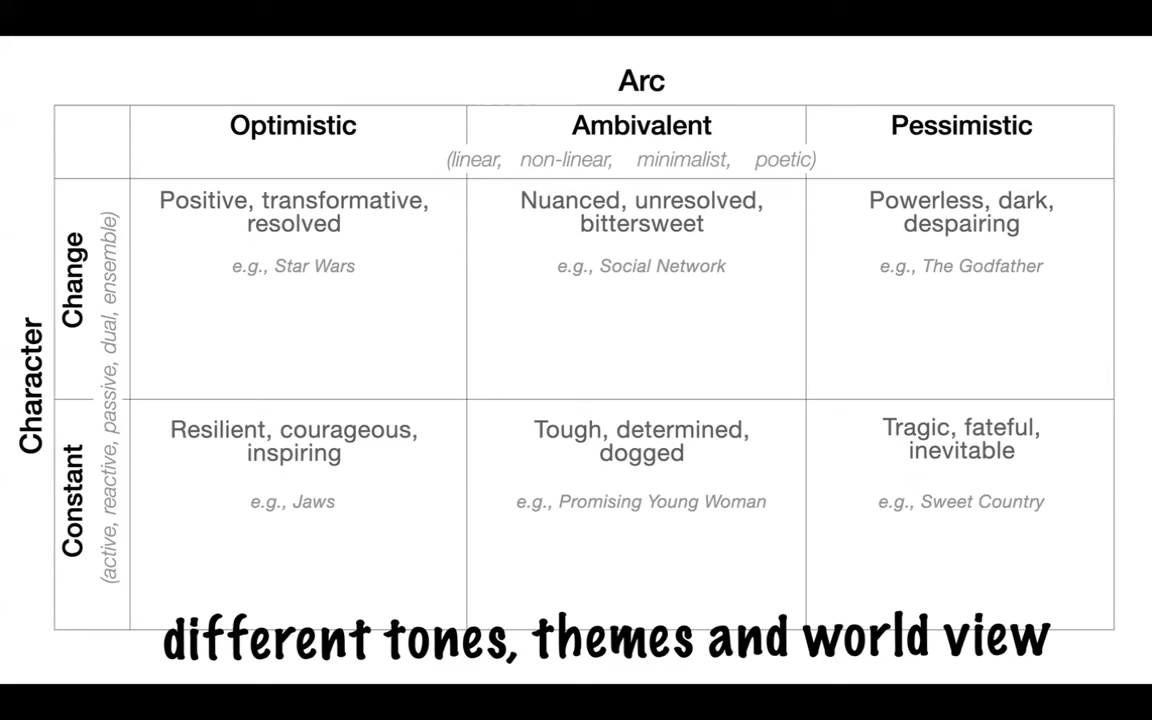 Arc
Optimistic
Ambivalent
Pessimistic
(linear, non-linear, minimalist, poetic)
Character
Change
Constant
(active, reactive, passive, dual, ensemble)
Positive, transformative,
resolved
e.g., Star Wars
Nuanced, unresolved,
bittersweet
e.g., Social Network
Powerless, dark,
despairing
e.g., The Godfather
Resilient, courageous,
inspiring
e.g., Jaws
Tough, determined,
dogged
e.g., Promising Young Woman
Tragic, fateful,
inevitable
e.g., Sweet Country
different tones, themes and world view